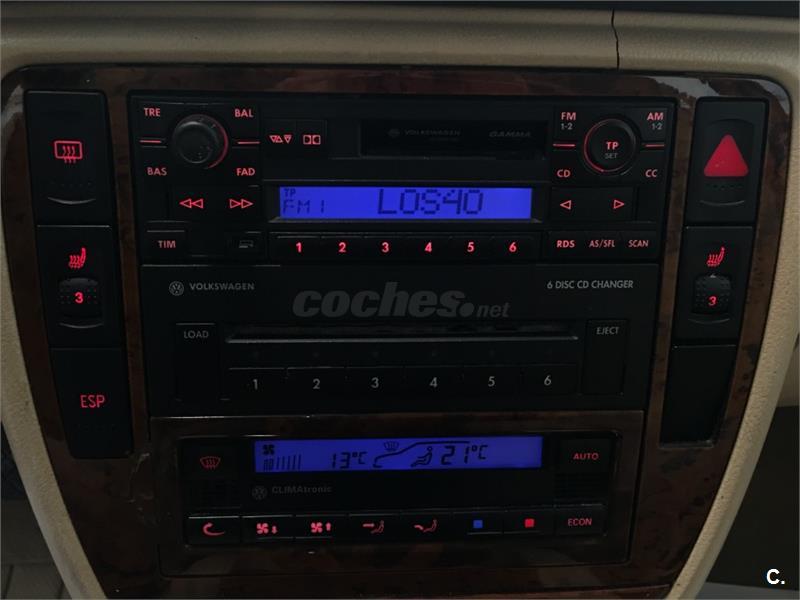 TRE BAL
VOLKSWAGEN GAMMA
FM 1-2 AM 1-2
TP SET
BAS FAD
CD CC
TP
FM1 LOS40
TIM 1 2 3 4 5 6 RDS AS/SFL SCAN
3 3
VOLKSWAGEN 6 DISC CD CHANGER
coches.net
LOAD EJECT
1 2 3 4 5 6
ESP
13°C 21°C
AUTO
CLIMAtronic
ECON
C.